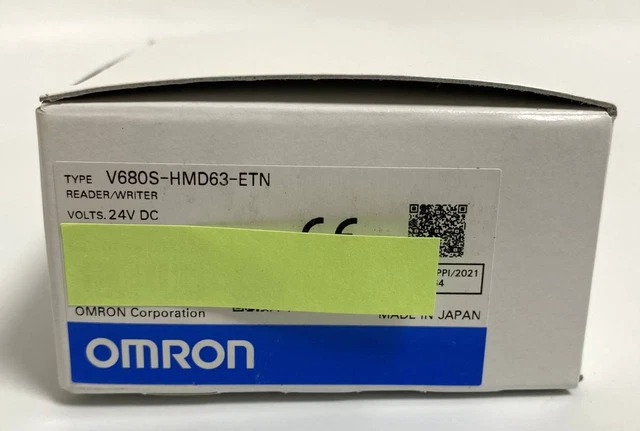 TYPE V680S-HMD63-ETN
READER/WRITER
VOLTS. 24V DC
CE
PPI/2021
OMRON Corporation
MADE IN JAPAN
OMRON